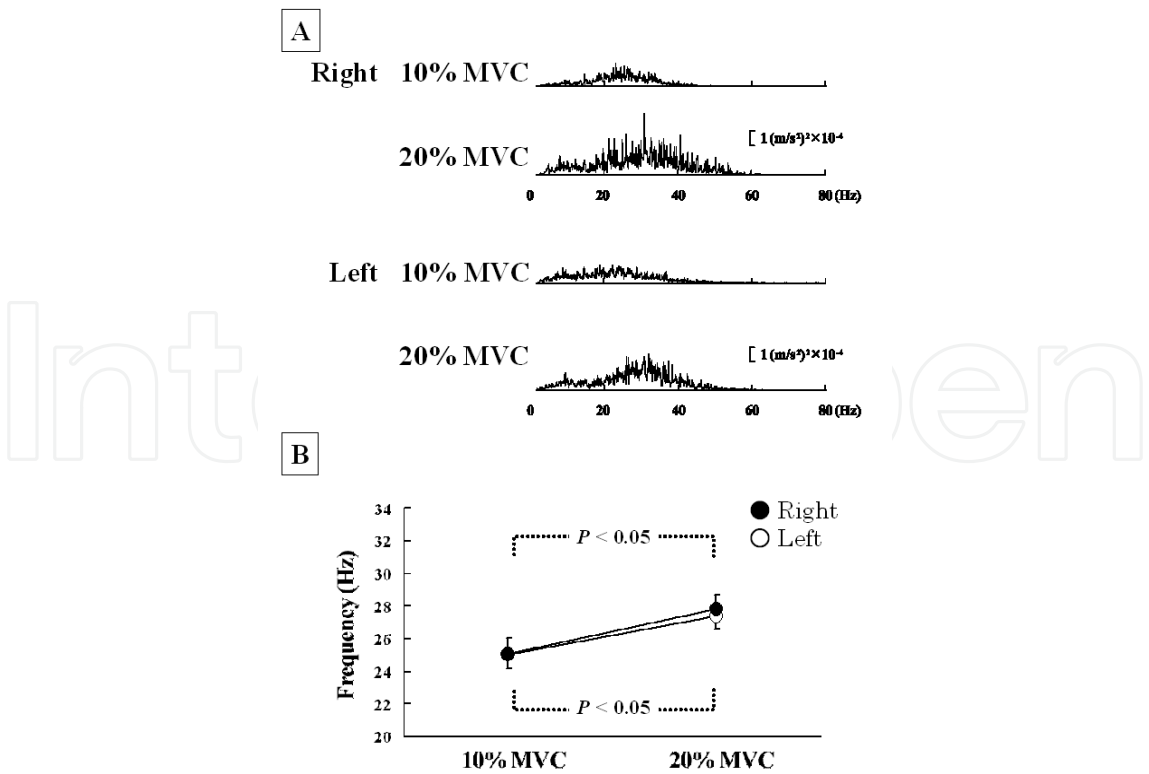 A
Right 10% MVC
[ 1 (m/s²)²×10⁻⁴
20% MVC
0 20 40 60 80 (Hz)
Left 10% MVC
20% MVC
[ 1 (m/s²)²×10⁻⁴
0 20 40 60 80 (Hz)
B
Right
Left
Frequency (Hz)
34
32
30
28
26
24
22
20
P < 0.05
P < 0.05
10% MVC 20% MVC